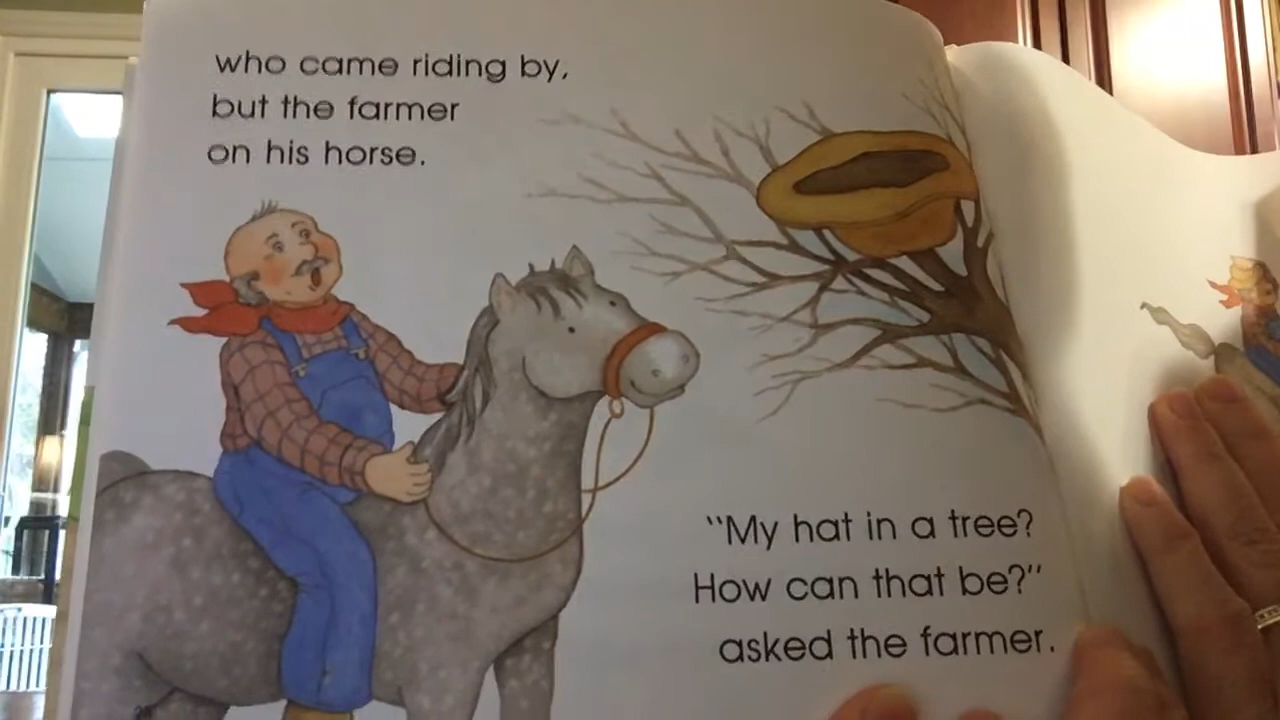 who came riding by,
but the farmer
on his horse.
"My hat in a tree?
How can that be?"
asked the farmer.